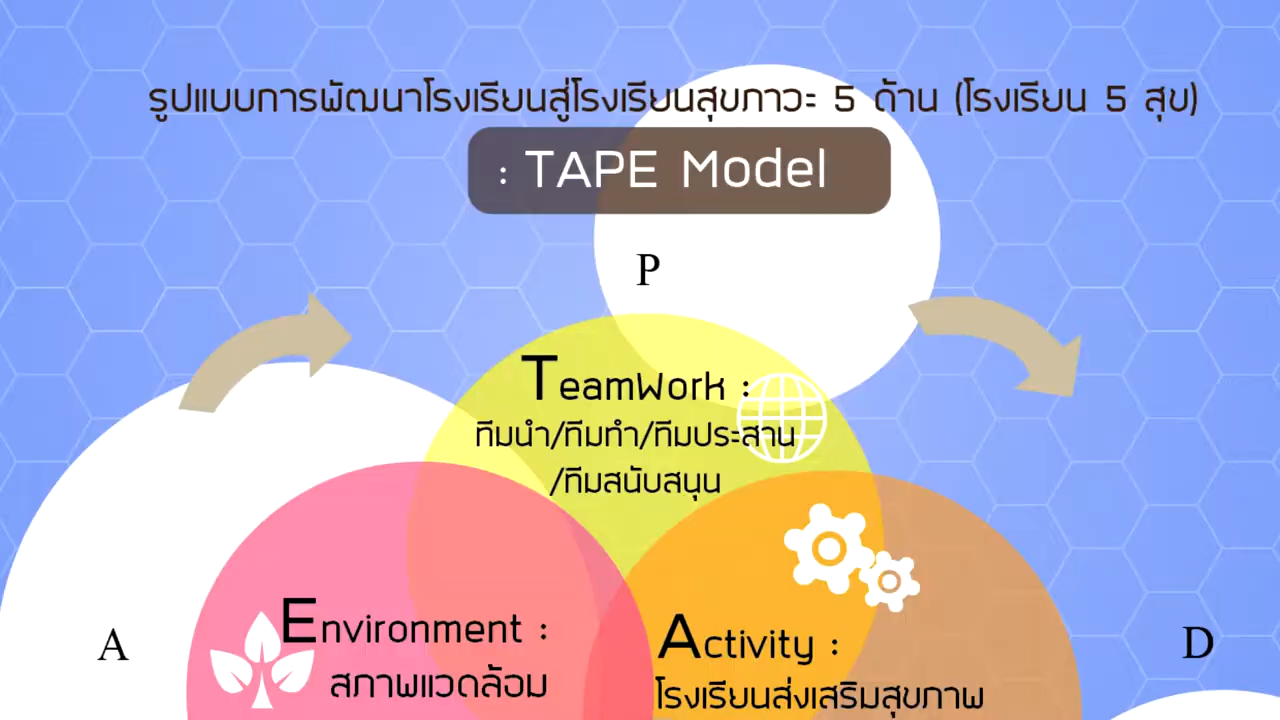 รูปแบบการพัฒนาโรงเรียนสู่โรงเรียนสุขภาวะ 5 ด้าน (โรงเรียน 5 สุข)
: TAPE Model
P
TeamWork :
ทีมนำ/ทีมทำ/ทีมประสาน
/ทีมสนับสนุน
Environment :
สภาพแวดล้อม
Activity :
โรงเรียนส่งเสริมสุขภาพ
A
D